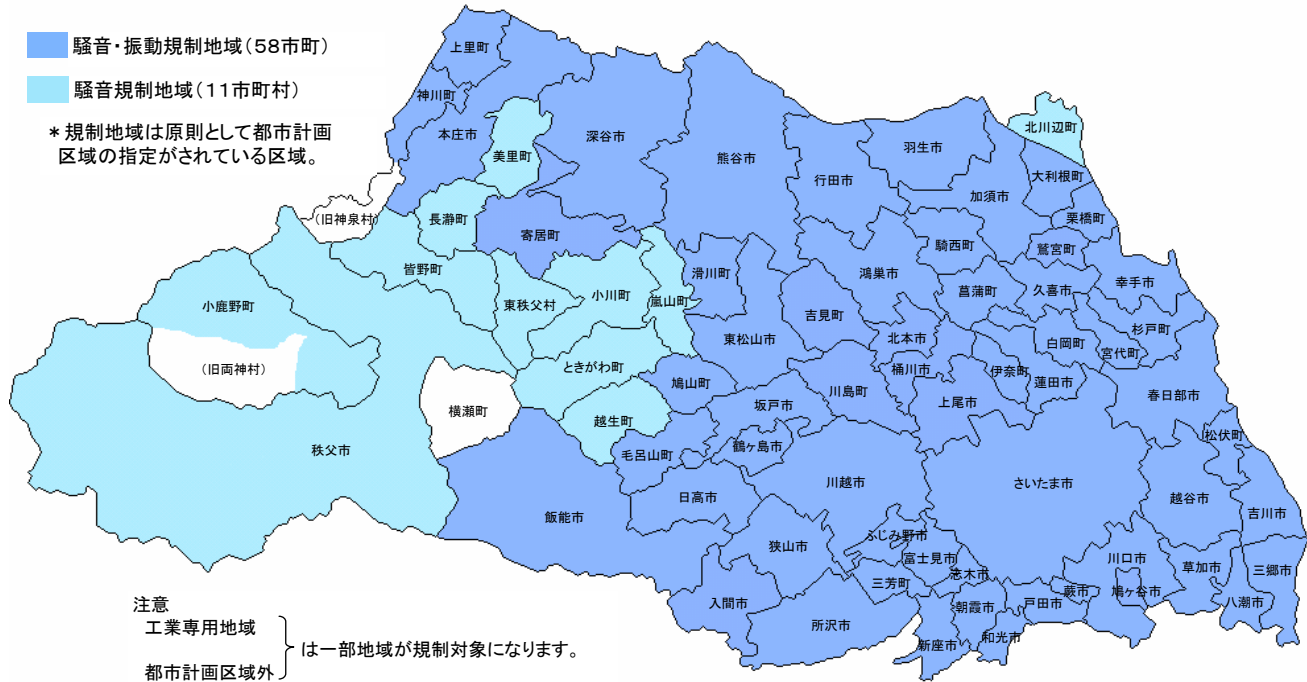 騒音・振動規制地域(58市町)
騒音規制地域(11市町村)
*規制地域は原則として都市計画
区域の指定がされている区域。
上里町
神川町
本庄市
美里町
深谷市
熊谷市
行田市
羽生市
北川辺町
加須市
大利根町
栗橋町
(旧神泉村)
長瀞町
寄居町
皆野町
騎西町
鷲宮町
幸手市
小鹿野町
東秩父村
小川町
嵐山町
滑川町
鴻巣市
菖蒲町
久喜市
吉見町
杉戸町
(旧両神村)
東松山市
北本市
白岡町
宮代町
ときがわ町
鳩山町
川島町
桶川市
伊奈町
蓮田市
春日部市
横瀬町
越生町
坂戸市
上尾市
秩父市
毛呂山町
鶴ヶ島市
松伏町
川越市
さいたま市
日高市
越谷市
飯能市
吉川市
狭山市
ふじみ野市
富士見市
川口市
草加市
三郷市
志木市
三芳町
入間市
所沢市
朝霞市
戸田市
蕨市
鳩ヶ谷市
八潮市
新座市
和光市
注意
工業専用地域
は一部地域が規制対象になります。
都市計画区域外